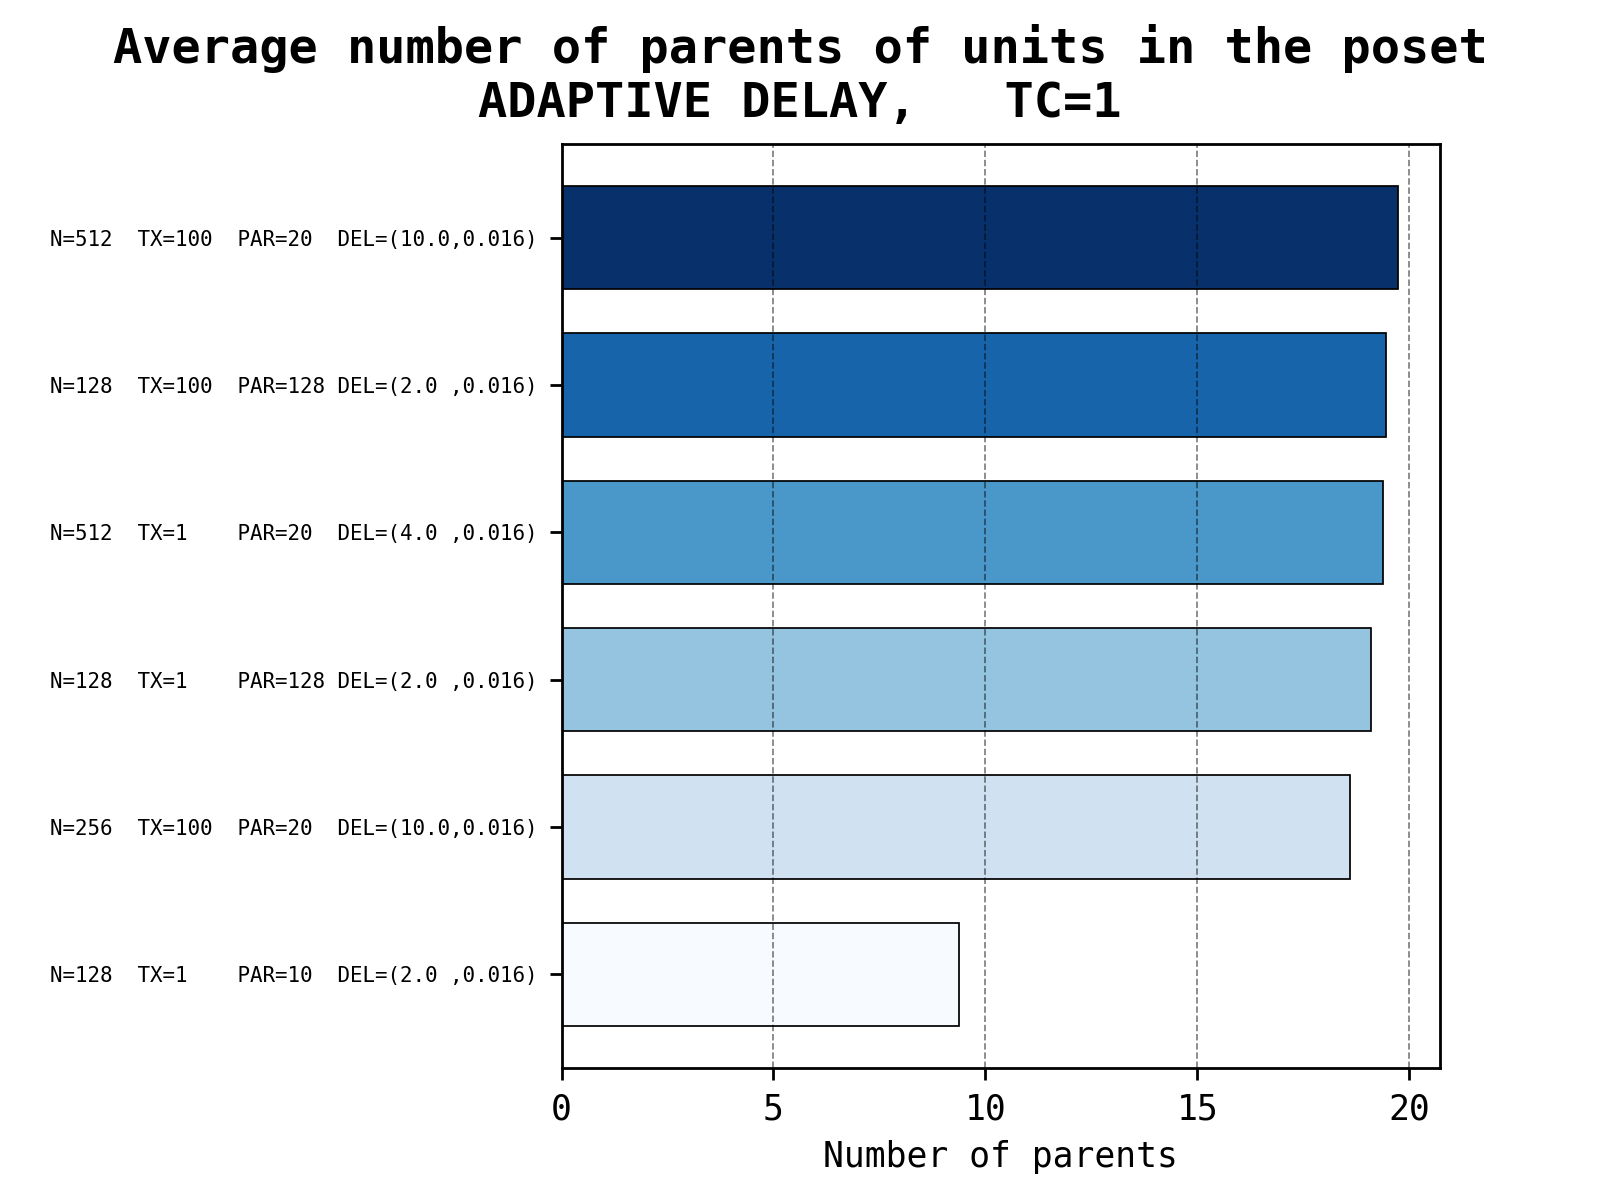 Average number of parents of units in the poset
ADAPTIVE DELAY,   TC=1
N=512  TX=100  PAR=20  DEL=(10.0,0.016)
N=128  TX=100  PAR=128 DEL=(2.0 ,0.016)
N=512  TX=1    PAR=20  DEL=(4.0 ,0.016)
N=128  TX=1    PAR=128 DEL=(2.0 ,0.016)
N=256  TX=100  PAR=20  DEL=(10.0,0.016)
N=128  TX=1    PAR=10  DEL=(2.0 ,0.016)
0 5 10 15 20
Number of parents